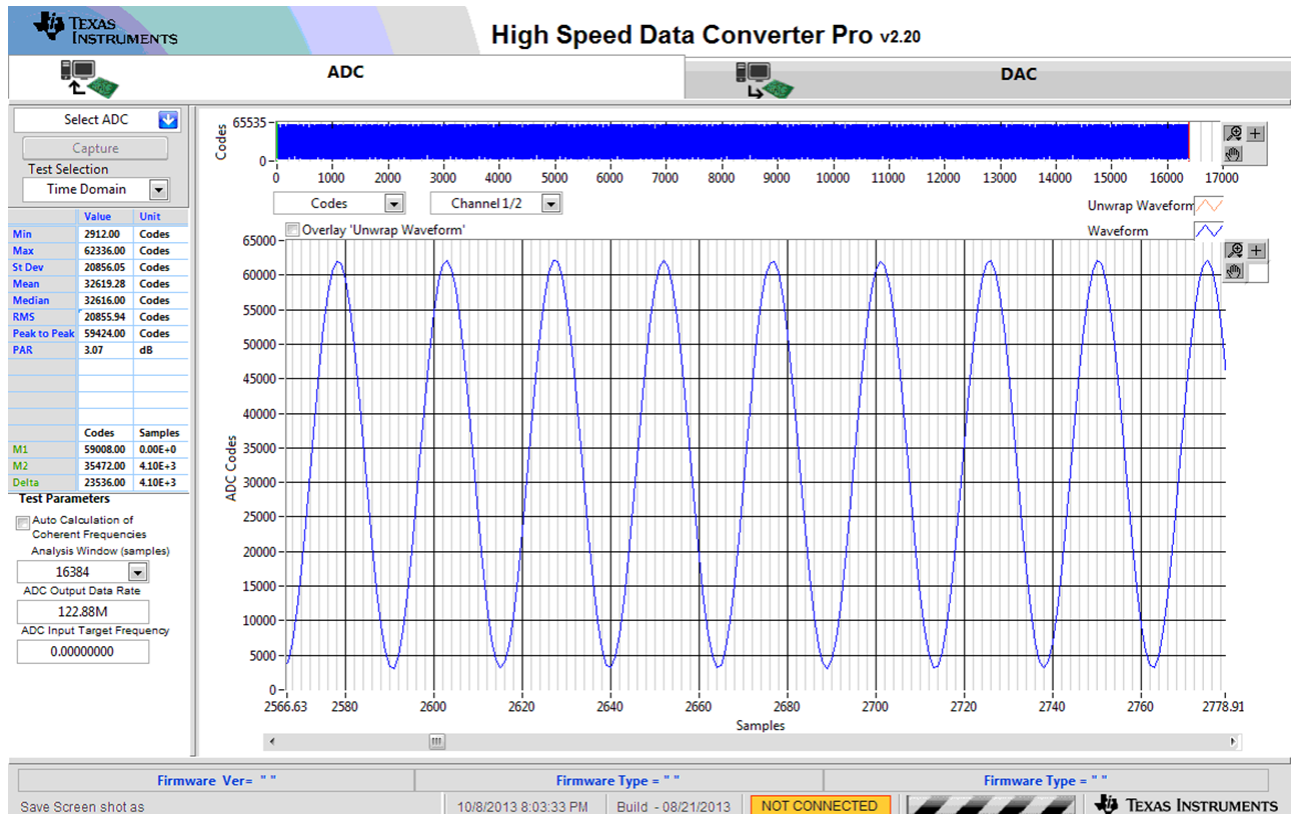 TEXAS
INSTRUMENTS
High Speed Data Converter Pro v2.20
ADC
DAC
Select ADC
Capture
Test Selection
Time Domain
Value Unit
Min 2912.00 Codes
Max 62336.00 Codes
St Dev 20856.05 Codes
Mean 32619.28 Codes
Median 32616.00 Codes
RMS 20855.94 Codes
Peak to Peak 59424.00 Codes
PAR 3.07 dB
Codes Samples
M1 59008.00 0.00E+0
M2 35472.00 4.10E+3
Delta 23536.00 4.10E+3
Test Parameters
Auto Calculation of
Coherent Frequencies
Analysis Window (samples)
16384
ADC Output Data Rate
122.88M
ADC Input Target Frequency
0.00000000
Codes
65535
0
0 1000 2000 3000 4000 5000 6000 7000 8000 9000 10000 11000 12000 13000 14000 15000 16000 17000
Codes
Channel 1/2
Unwrap Waveform
Overlay 'Unwrap Waveform'
Waveform
ADC Codes
65000
60000
55000
50000
45000
40000
35000
30000
25000
20000
15000
10000
5000
0
2566.63 2580 2600 2620 2640 2660 2680 2700 2720 2740 2760 2778.91
Samples
Firmware Ver= " "
Firmware Type = " "
Firmware Type = " "
Save Screen shot as
10/8/2013 8:03:33 PM
Build - 08/21/2013
NOT CONNECTED
TEXAS INSTRUMENTS